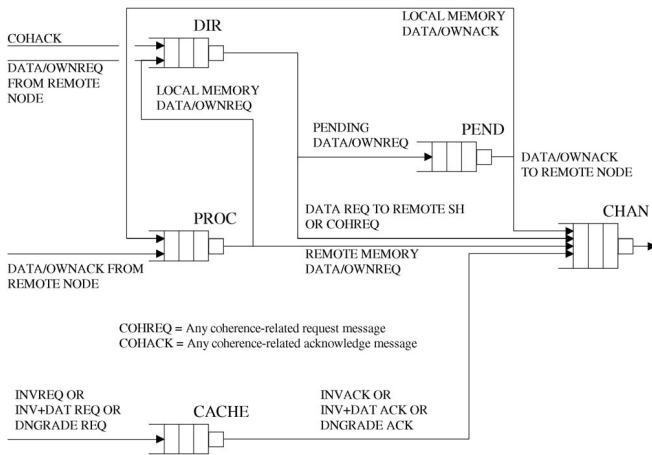 DIR
LOCAL MEMORY
DATA/OWNACK
COHACK
DATA/OWNREQ
FROM REMOTE
NODE
LOCAL MEMORY
DATA/OWNREQ
PENDING
DATA/OWNREQ
PEND
DATA/OWNACK
TO REMOTE NODE
PROC
DATA REQ TO REMOTE SH
OR COHREQ
CHAN
REMOTE MEMORY
DATA/OWNREQ
DATA/OWNACK FROM
REMOTE NODE
COHREQ = Any coherence-related request message
COHACK = Any coherence-related acknowledge message
INVREQ OR
INV+DAT REQ OR
DNGRADE REQ
CACHE
INVACK OR
INV+DAT ACK OR
DNGRADE ACK